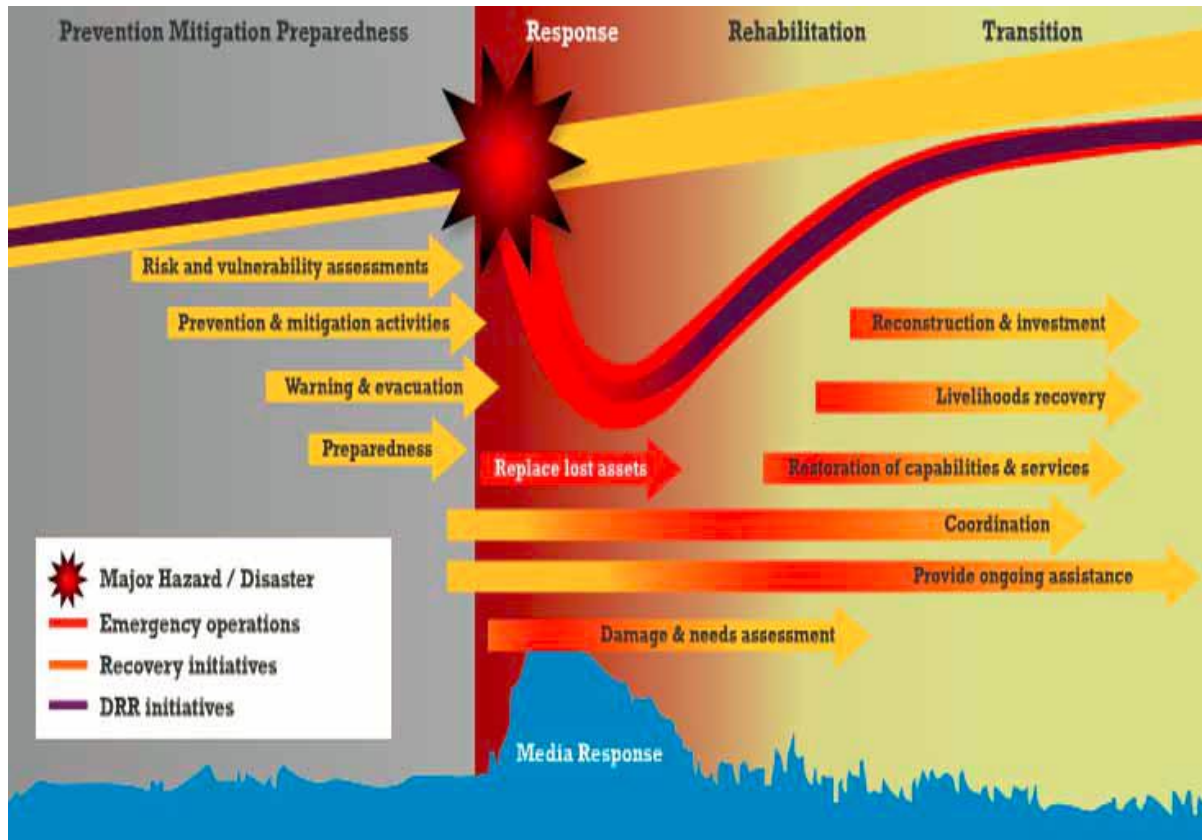 Prevention Mitigation Preparedness
Response
Rehabilitation
Transition
Risk and vulnerability assessments
Prevention & mitigation activities
Warning & evacuation
Preparedness
Replace lost assets
Reconstruction & investment
Livelihoods recovery
Restoration of capabilities & services
Coordination
Provide ongoing assistance
Damage & needs assessment
Major Hazard / Disaster
Emergency operations
Recovery initiatives
DRR initiatives
Media Response